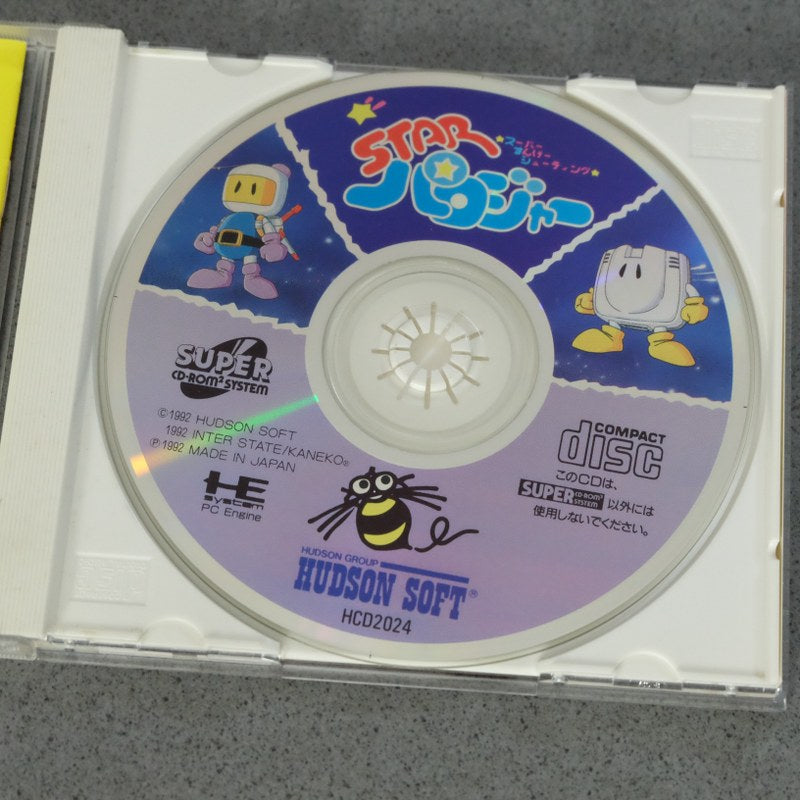 STAR
パロジャー
スーパー
すんげー
シューティング
SUPER
CD-ROM² SYSTEM
©1992 HUDSON SOFT
1992 INTER STATE/KANEKO®
℗1992 MADE IN JAPAN
HE
system
PC Engine
COMPACT
disc
このCDは、
SUPER CD-ROM² SYSTEM 以外には
使用しないでください。
HUDSON GROUP
HUDSON SOFT®
HCD2024